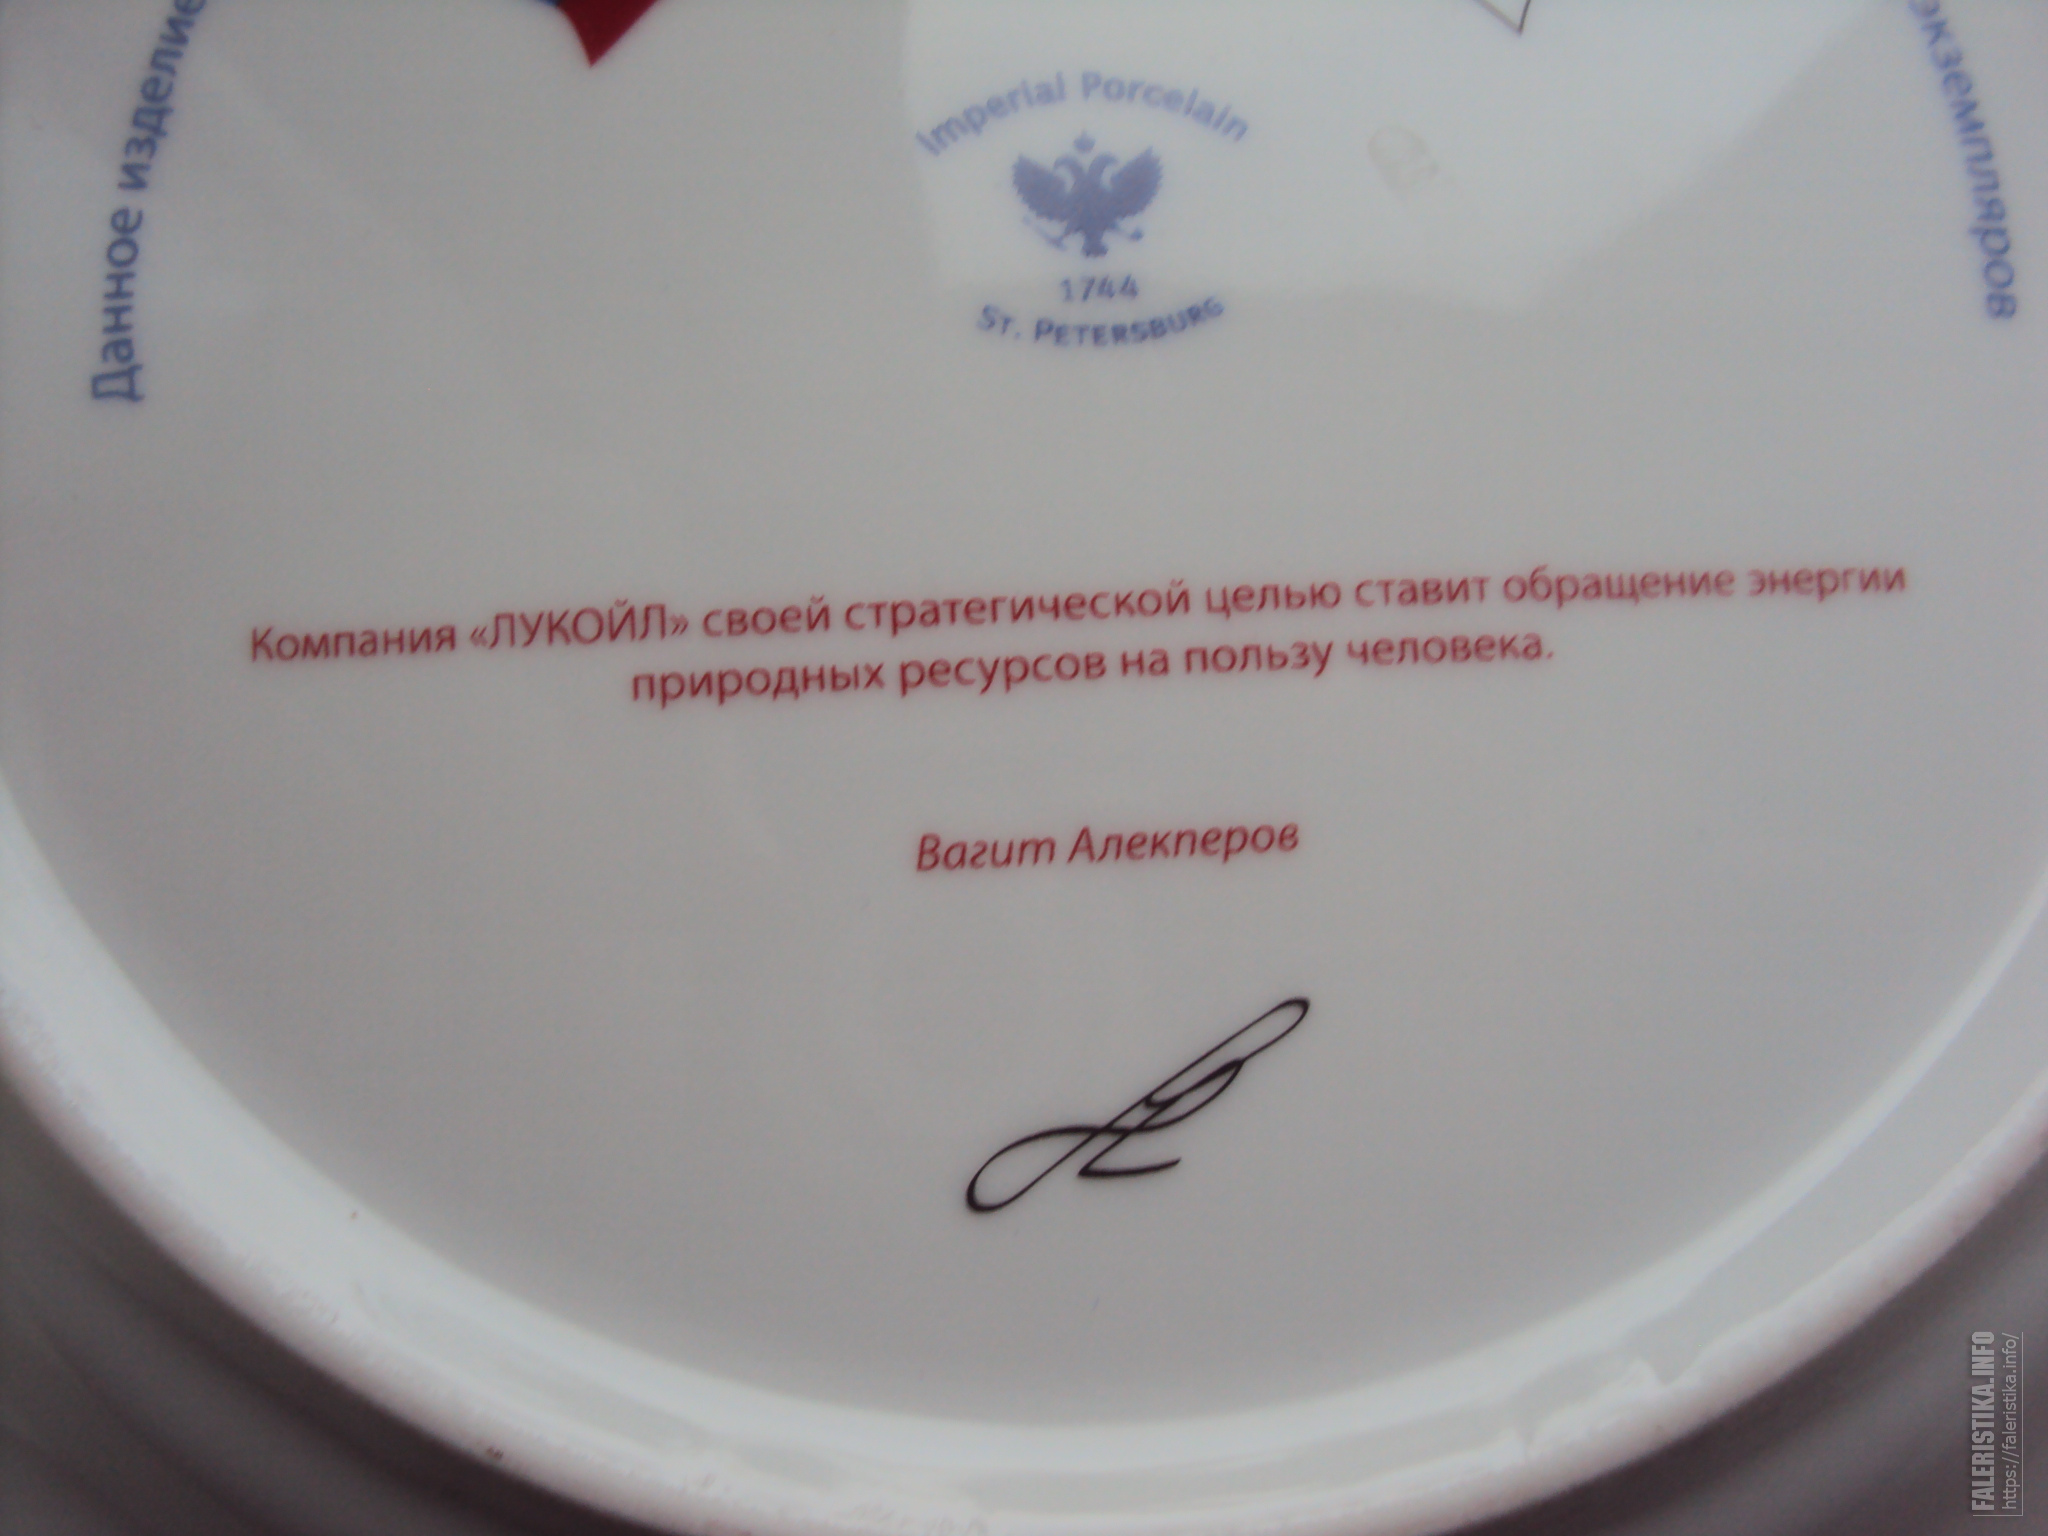 Данное изделие
экземпляров
Imperial Porcelain
1744
ST. PETERSBURG
Компания «ЛУКОЙЛ» своей стратегической целью ставит обращение энергии
природных ресурсов на пользу человека.
Вагит Алекперов
FALERISTIKA.INFO
https://faleristika.info/